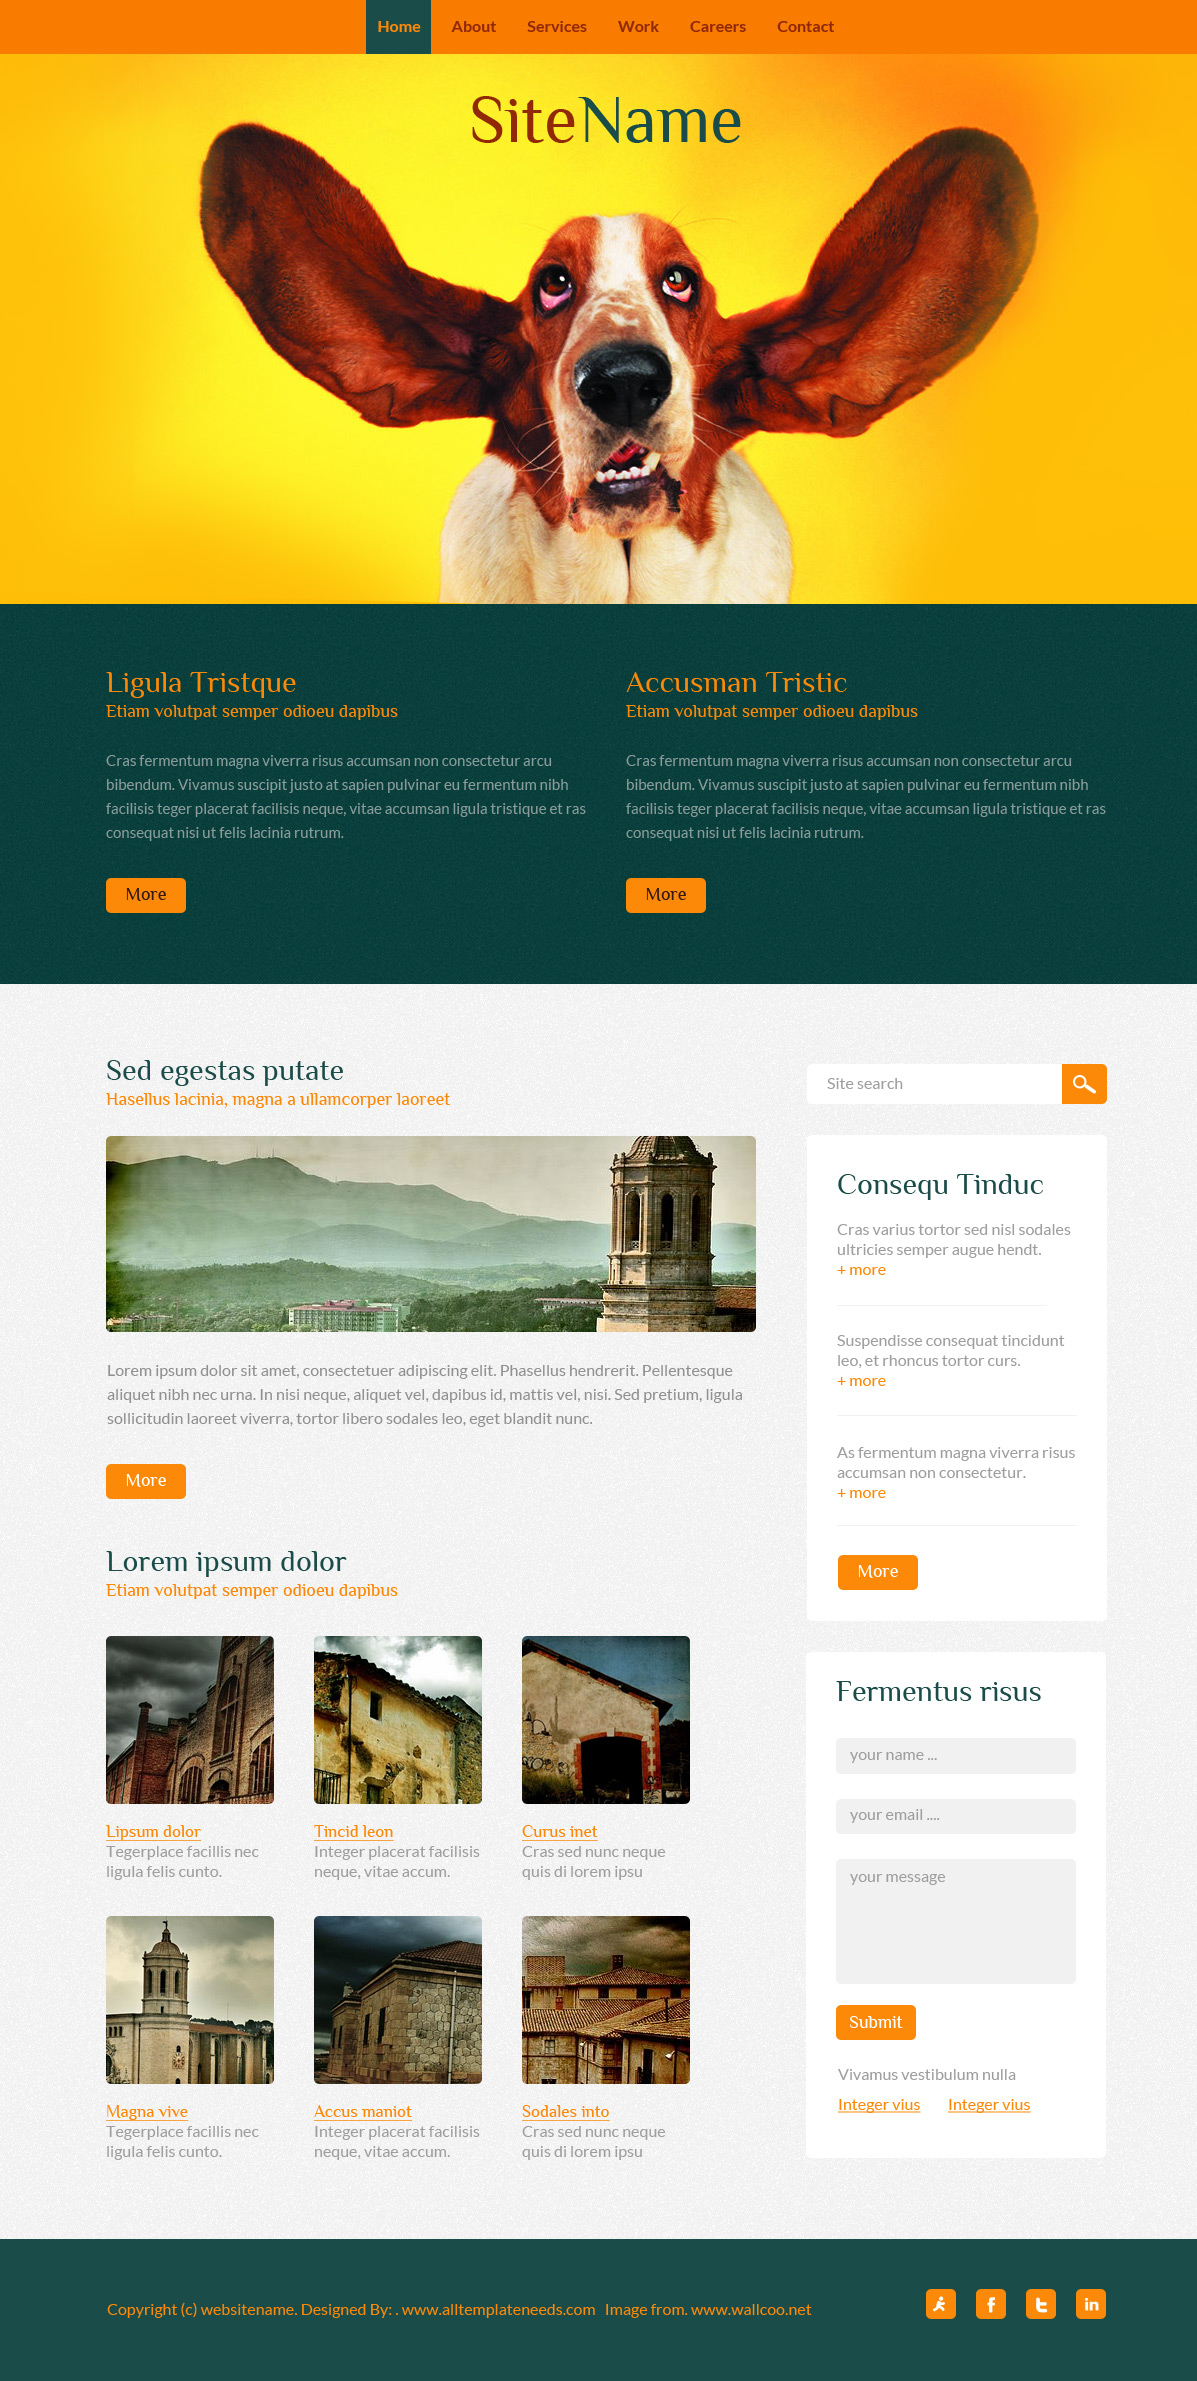 Home About Services Work Careers Contact
SiteName
Ligula Tristque
Etiam volutpat semper odioeu dapibus
Cras fermentum magna viverra risus accumsan non consectetur arcu
bibendum. Vivamus suscipit justo at sapien pulvinar eu fermentum nibh
facilisis teger placerat facilisis neque, vitae accumsan ligula tristique et ras
consequat nisi ut felis lacinia rutrum.
More
Accusman Tristic
Etiam volutpat semper odioeu dapibus
Cras fermentum magna viverra risus accumsan non consectetur arcu
bibendum. Vivamus suscipit justo at sapien pulvinar eu fermentum nibh
facilisis teger placerat facilisis neque, vitae accumsan ligula tristique et ras
consequat nisi ut felis lacinia rutrum.
More
Sed egestas putate
Hasellus lacinia, magna a ullamcorper laoreet
Lorem ipsum dolor sit amet, consectetuer adipiscing elit. Phasellus hendrerit. Pellentesque
aliquet nibh nec urna. In nisi neque, aliquet vel, dapibus id, mattis vel, nisi. Sed pretium, ligula
sollicitudin laoreet viverra, tortor libero sodales leo, eget blandit nunc.
More
Lorem ipsum dolor
Etiam volutpat semper odioeu dapibus
Lipsum dolor
Tegerplace facillis nec
ligula felis cunto.
Tincid leon
Integer placerat facilisis
neque, vitae accum.
Curus inet
Cras sed nunc neque
quis di lorem ipsu
Magna vive
Tegerplace facillis nec
ligula felis cunto.
Accus maniot
Integer placerat facilisis
neque, vitae accum.
Sodales into
Cras sed nunc neque
quis di lorem ipsu
Site search
Consequ Tinduc
Cras varius tortor sed nisl sodales
ultricies semper augue hendt.
+ more
Suspendisse consequat tincidunt
leo, et rhoncus tortor curs.
+ more
As fermentum magna viverra risus
accumsan non consectetur.
+ more
More
Fermentus risus
your name ...
your email ....
your message
Submit
Vivamus vestibulum nulla
Integer vius Integer vius
Copyright (c) websitename. Designed By: . www.alltemplateneeds.com Image from. www.wallcoo.net
f t in